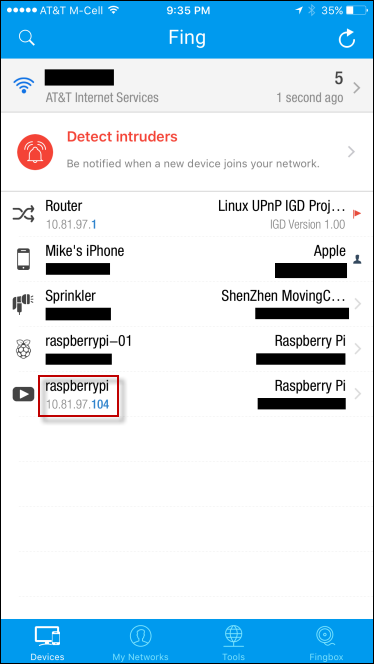 AT&T M-Cell 9:35 PM 35%
Fing
5
AT&T Internet Services 1 second ago
Detect intruders
Be notified when a new device joins your network.
Router Linux UPnP IGD Proj...
10.81.97.1 IGD Version 1.00
Mike's iPhone Apple
Sprinkler ShenZhen MovingC...
raspberrypi-01 Raspberry Pi
raspberrypi Raspberry Pi
10.81.97.104
Devices My Networks Tools Fingbox